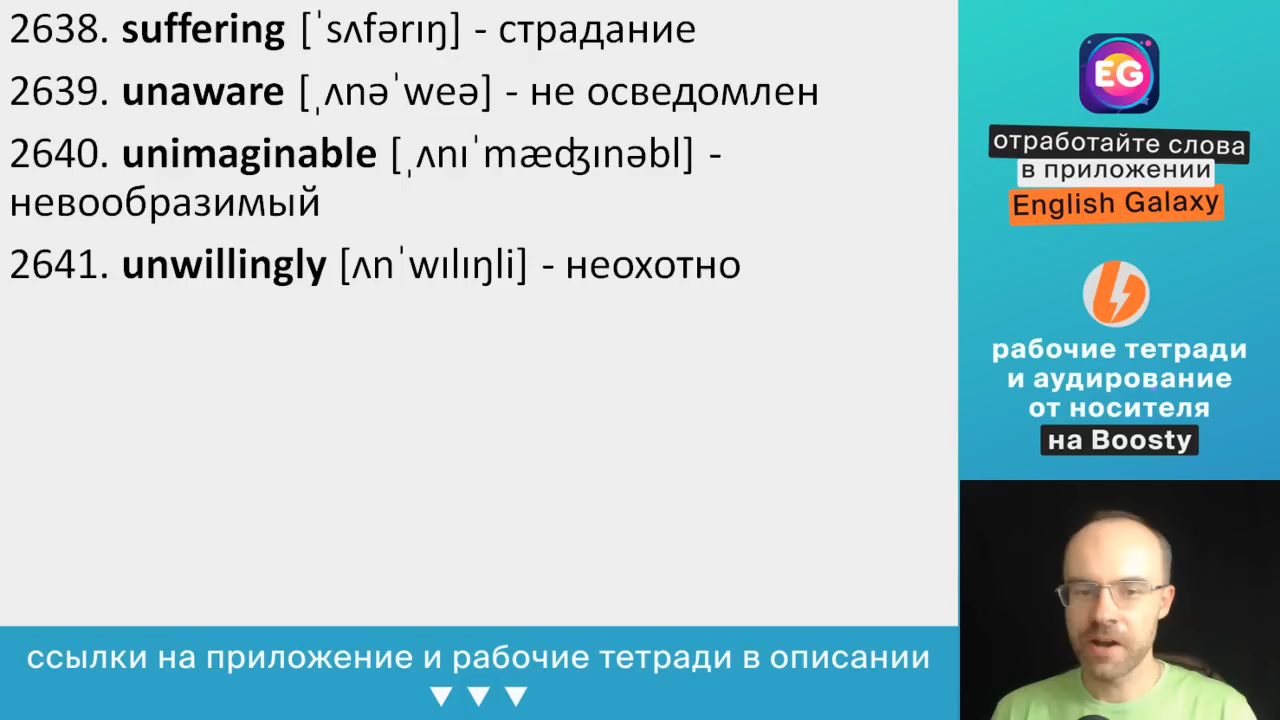 2638. suffering [ˈsʌfərɪŋ] - страдание
2639. unaware [ˌʌnəˈweə] - не осведомлен
2640. unimaginable [ˌʌnɪˈmæʤɪnəbl] -
невообразимый
2641. unwillingly [ʌnˈwɪlɪŋli] - неохотно
EG
отработайте слова
в приложении
English Galaxy
рабочие тетради
и аудирование
от носителя
на Boosty
ссылки на приложение и рабочие тетради в описании